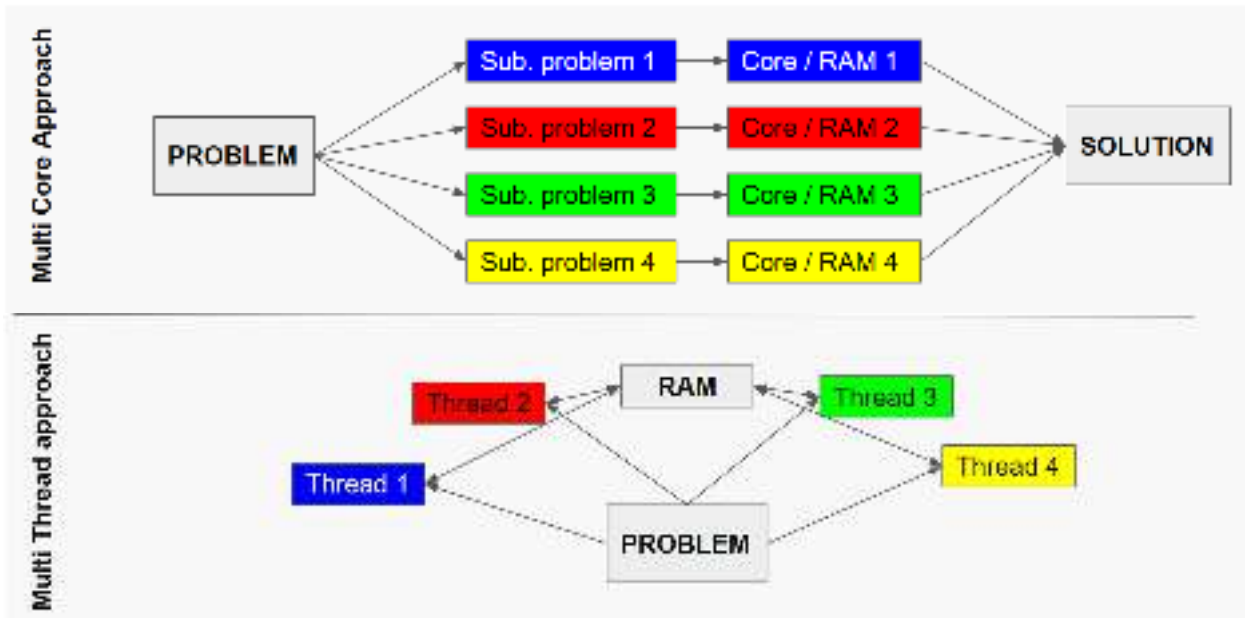 Multi Core Approach
PROBLEM
Sub. problem 1
Core / RAM 1
Sub. problem 2
Core / RAM 2
Sub. problem 3
Core / RAM 3
Sub. problem 4
Core / RAM 4
SOLUTION
Multi Thread approach
Thread 2
RAM
Thread 3
Thread 1
Thread 4
PROBLEM